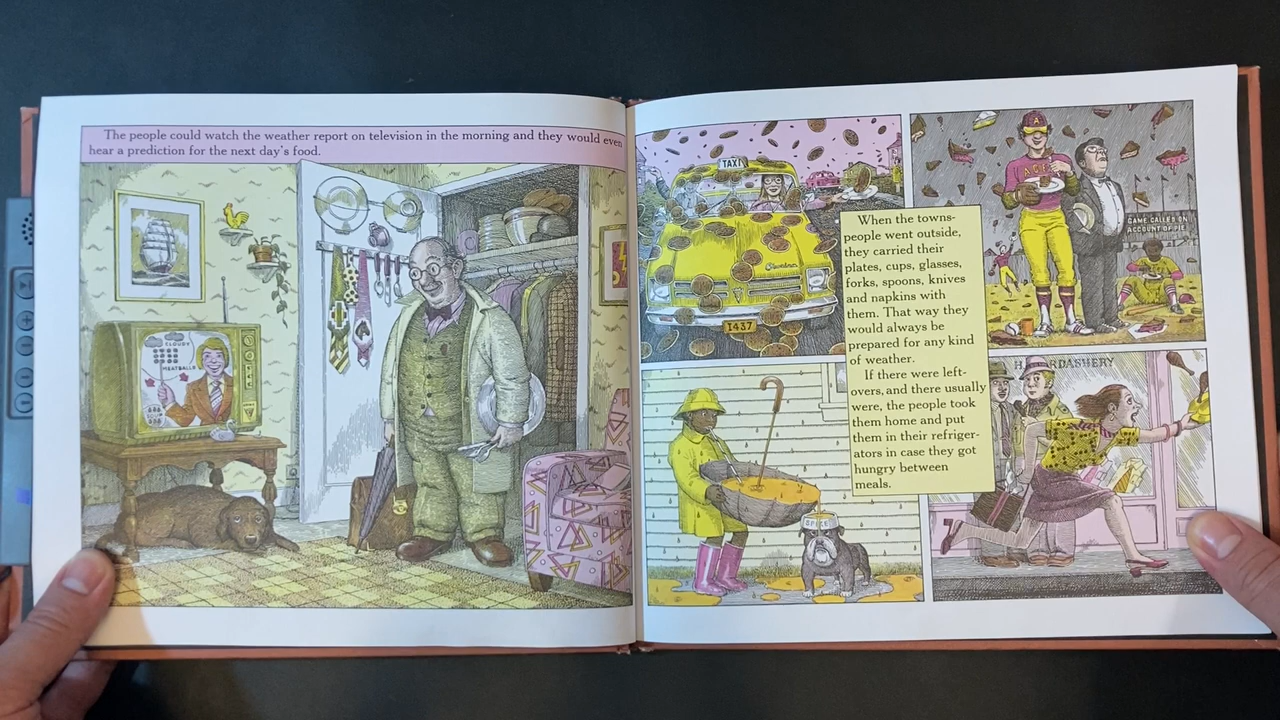 The people could watch the weather report on television in the morning and they would even
hear a prediction for the next day's food.
CLOUDY
MEATBALLS
TAXI
1437
When the towns-
people went outside,
they carried their
plates, cups, glasses,
forks, spoons, knives
and napkins with
them. That way they
would always be
prepared for any kind
of weather.
If there were left-
overs, and there usually
were, the people took
them home and put
them in their refriger-
ators in case they got
hungry between
meals.
ACES
GAME CALLED ON
ACCOUNT OF PIE
SPIKE